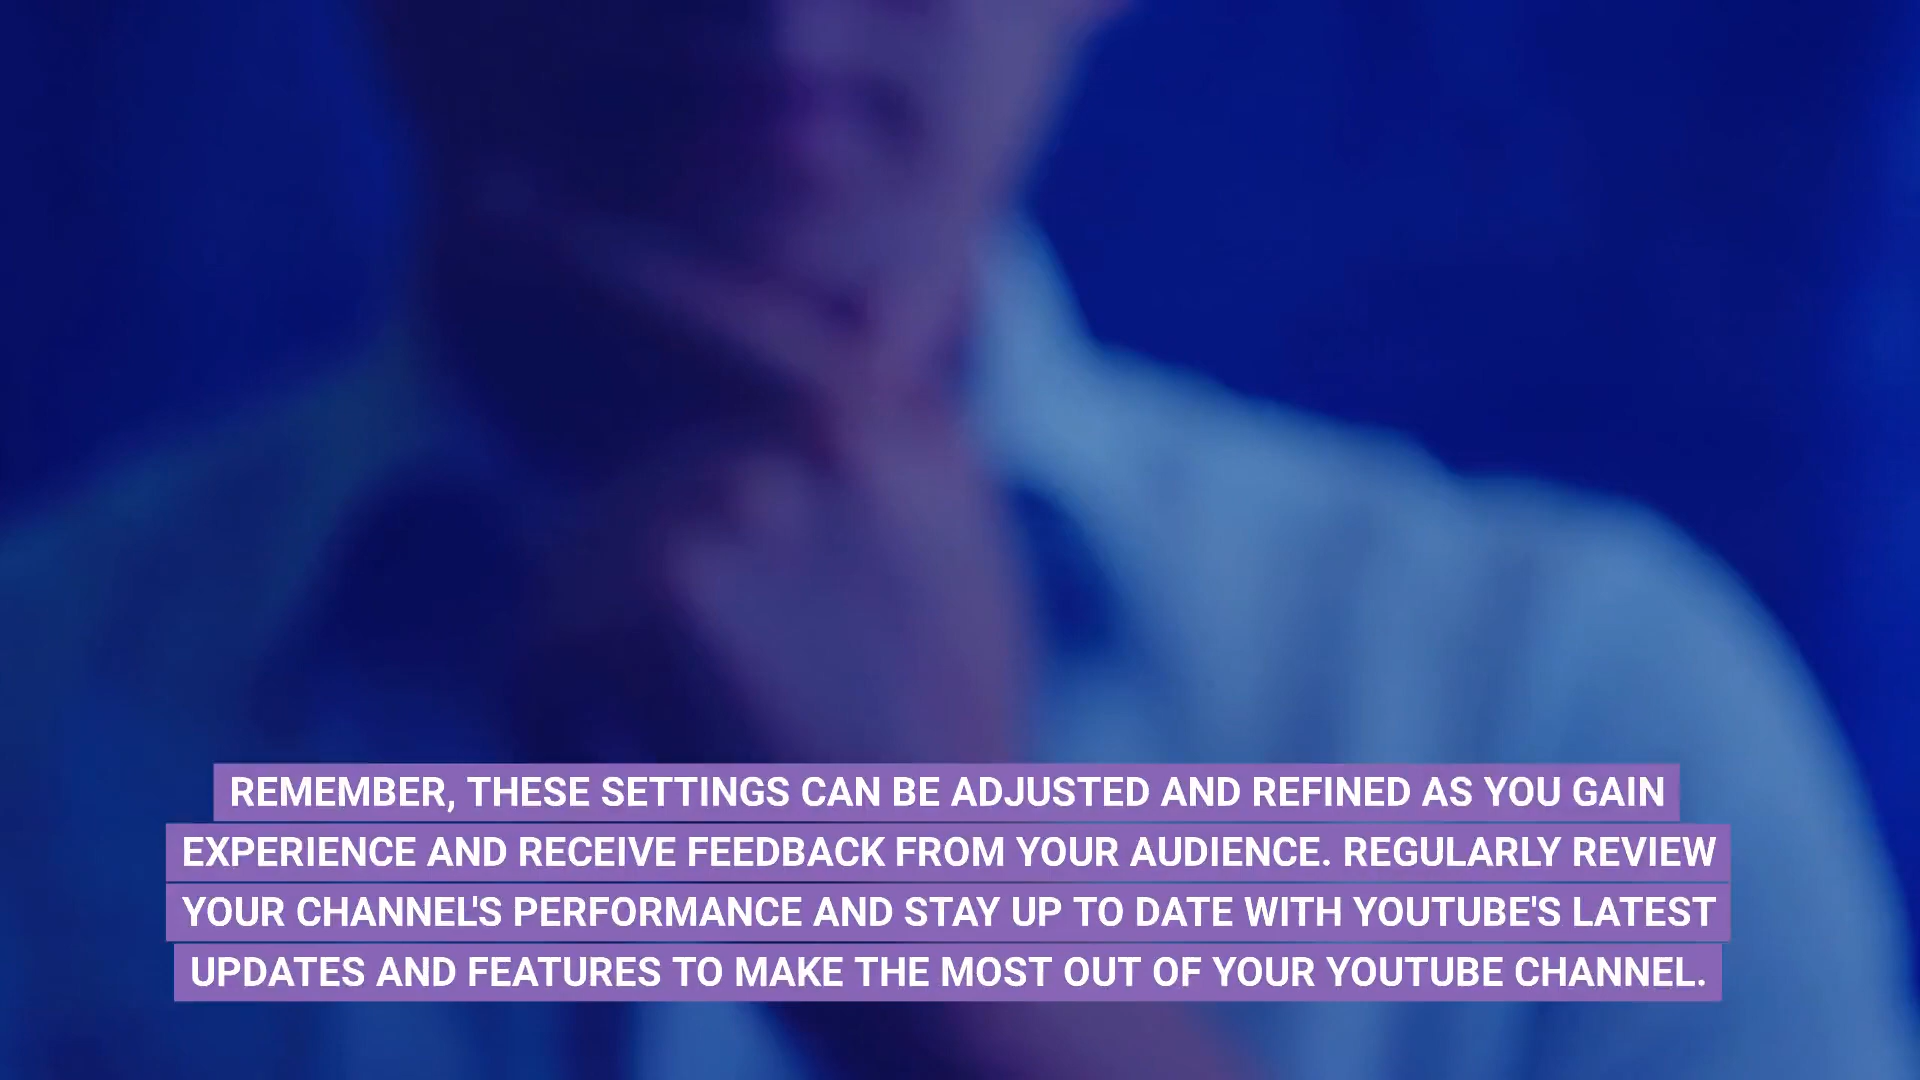 REMEMBER, THESE SETTINGS CAN BE ADJUSTED AND REFINED AS YOU GAIN
EXPERIENCE AND RECEIVE FEEDBACK FROM YOUR AUDIENCE. REGULARLY REVIEW
YOUR CHANNEL'S PERFORMANCE AND STAY UP TO DATE WITH YOUTUBE'S LATEST
UPDATES AND FEATURES TO MAKE THE MOST OUT OF YOUR YOUTUBE CHANNEL.